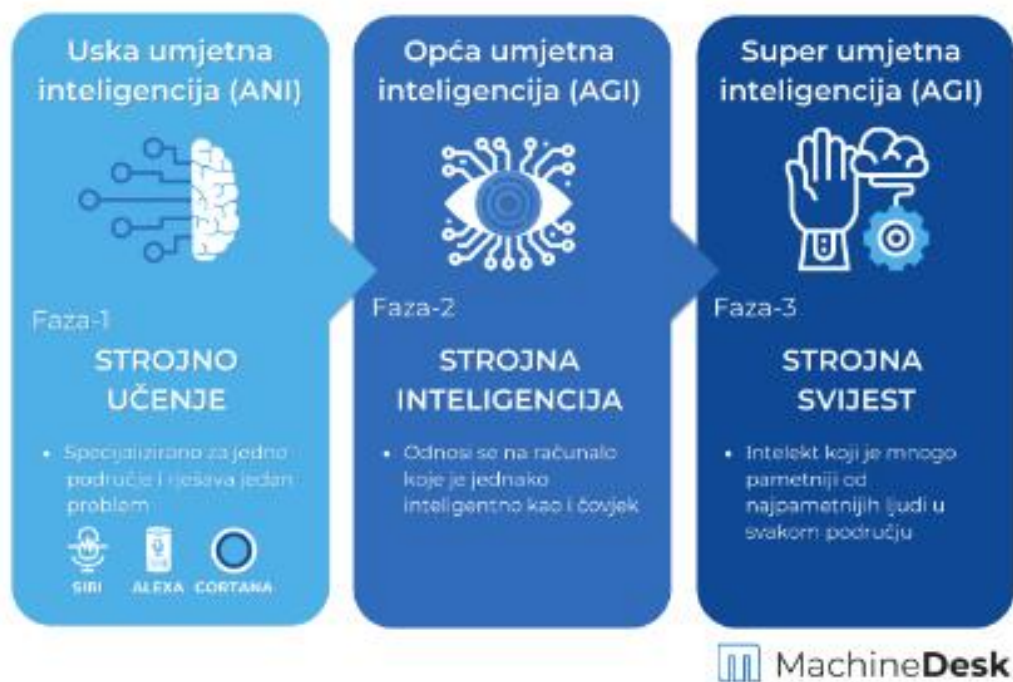 Uska umjetna
inteligencija (ANI)
Faza-1
STROJNO
UČENJE
• Specijalizirano za jedno
područje i rješava jedan
problem
SIRI ALEXA CORTANA
Opća umjetna
inteligencija (AGI)
Faza-2
STROJNA
INTELIGENCIJA
• Odnosi se na računalo
koje je jednako
inteligentno kao i čovjek
Super umjetna
inteligencija (AGI)
Faza-3
STROJNA
SVIJEST
• Intelekt koji je mnogo
pametniji od
najpametnijih ljudi u
svakom području
MachineDesk